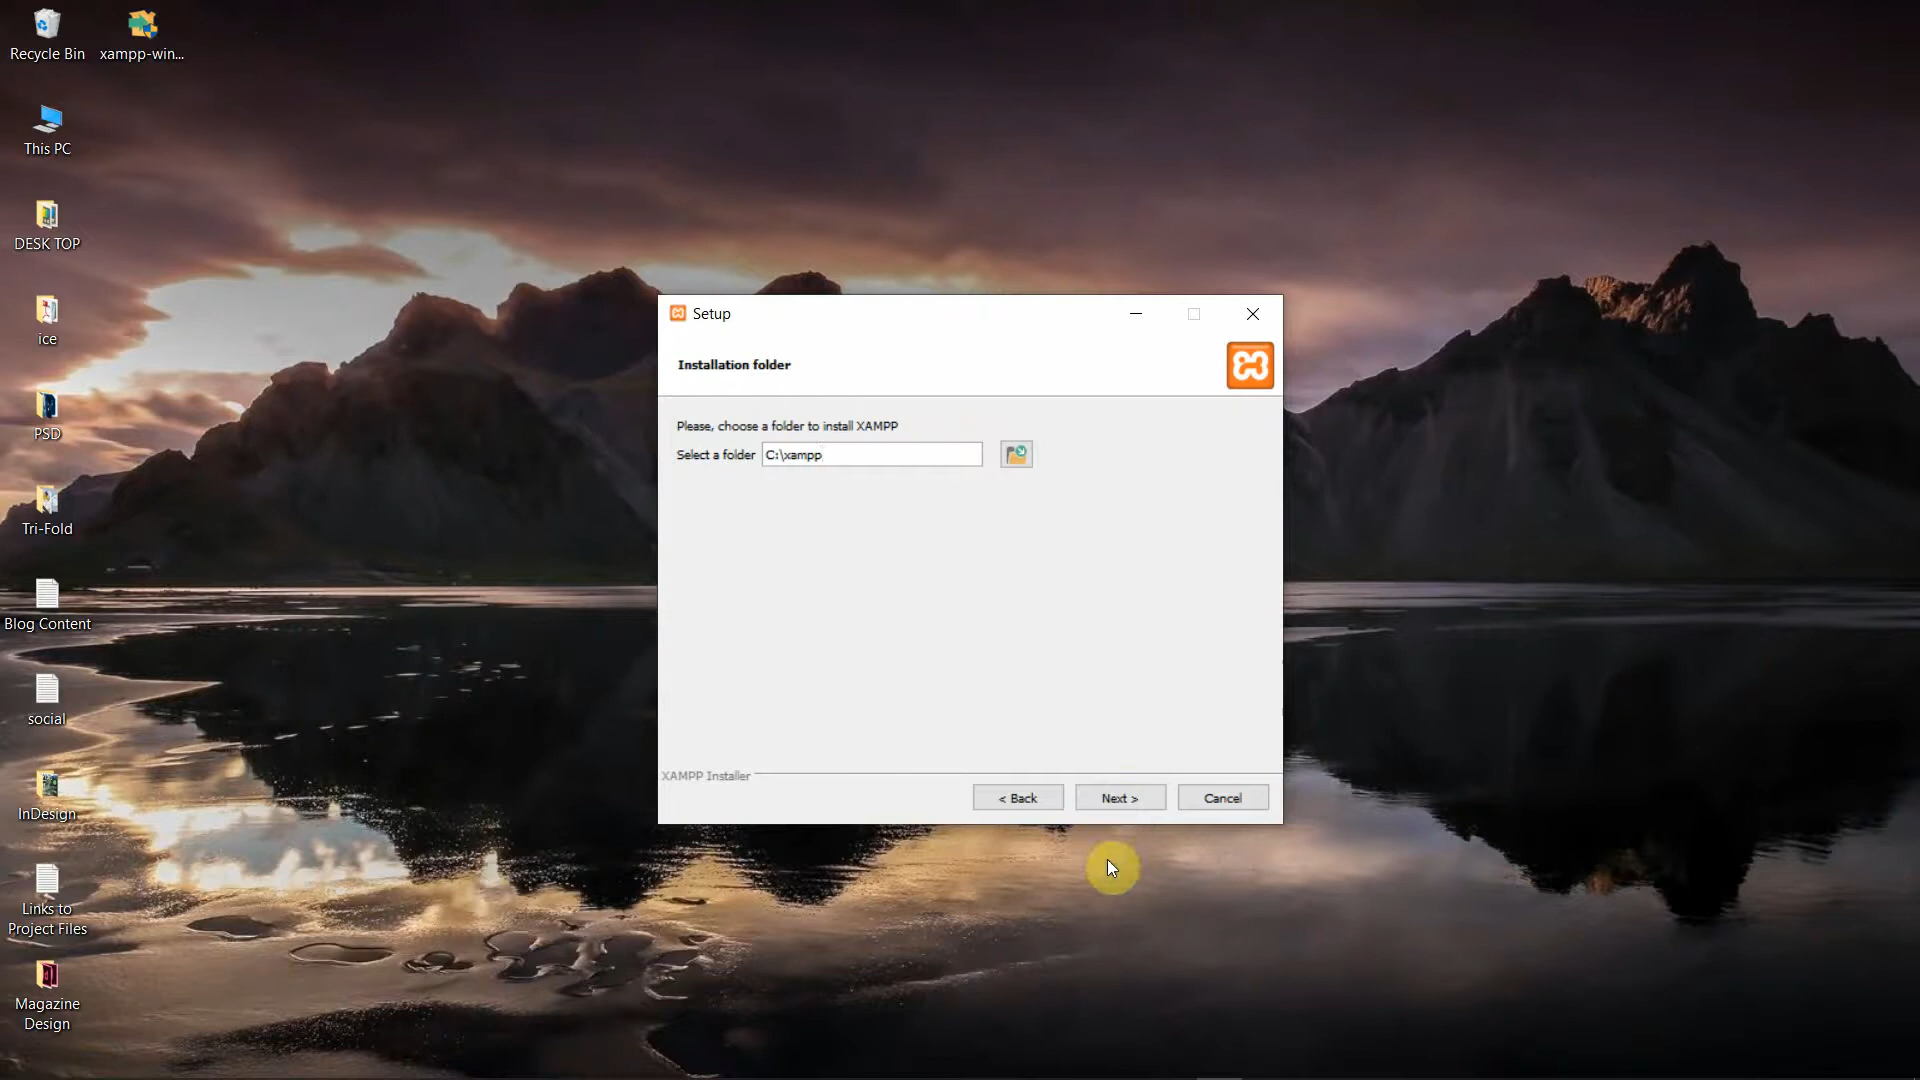 Recycle Bin
xampp-win...
This PC
DESK TOP
ice
PSD
Tri-Fold
Blog Content
social
InDesign
Links to
Project Files
Magazine
Design
Setup
Installation folder
Please, choose a folder to install XAMPP
Select a folder C:\xampp
XAMPP Installer
< Back Next > Cancel